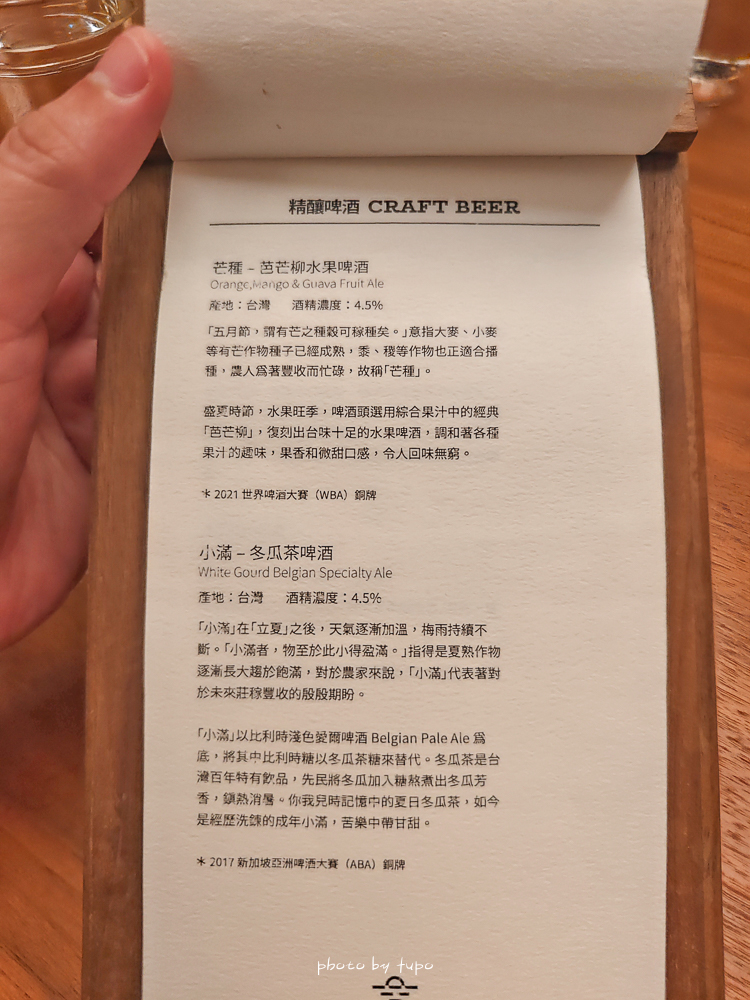 精釀啤酒 CRAFT BEER
芒種 – 芭芒柳水果啤酒
Orange,Mango & Guava Fruit Ale
產地：台灣 酒精濃度：4.5%
「五月節，謂有芒之種穀可稼種矣。」意指大麥、小麥
等有芒作物種子已經成熟，黍、稷等作物也正適合播
種，農人為著豐收而忙碌，故稱「芒種」。
盛夏時節，水果旺季，啤酒頭選用綜合果汁中的經典
「芭芒柳」，復刻出台味十足的水果啤酒，調和著各種
果汁的趣味，果香和微甜口感，令人回味無窮。
＊2021 世界啤酒大賽（WBA）銅牌
小滿 – 冬瓜茶啤酒
White Gourd Belgian Specialty Ale
產地：台灣 酒精濃度：4.5%
「小滿」在「立夏」之後，天氣逐漸加溫，梅雨持續不
斷。「小滿者，物至於此小得盈滿。」指得是夏熟作物
逐漸長大趨於飽滿，對於農家來說，「小滿」代表著對
於未來莊稼豐收的殷殷期盼。
「小滿」以比利時淺色愛爾啤酒 Belgian Pale Ale 為
底，將其中比利時糖以冬瓜茶糖來替代。冬瓜茶是台
灣百年特有飲品，先民將冬瓜加入糖熬煮出冬瓜芳
香，鎮熱消暑。你我兒時記憶中的夏日冬瓜茶，如今
是經歷洗鍊的成年小滿，苦樂中帶甘甜。
＊2017 新加坡亞洲啤酒大賽（ABA）銅牌
photo by tupo